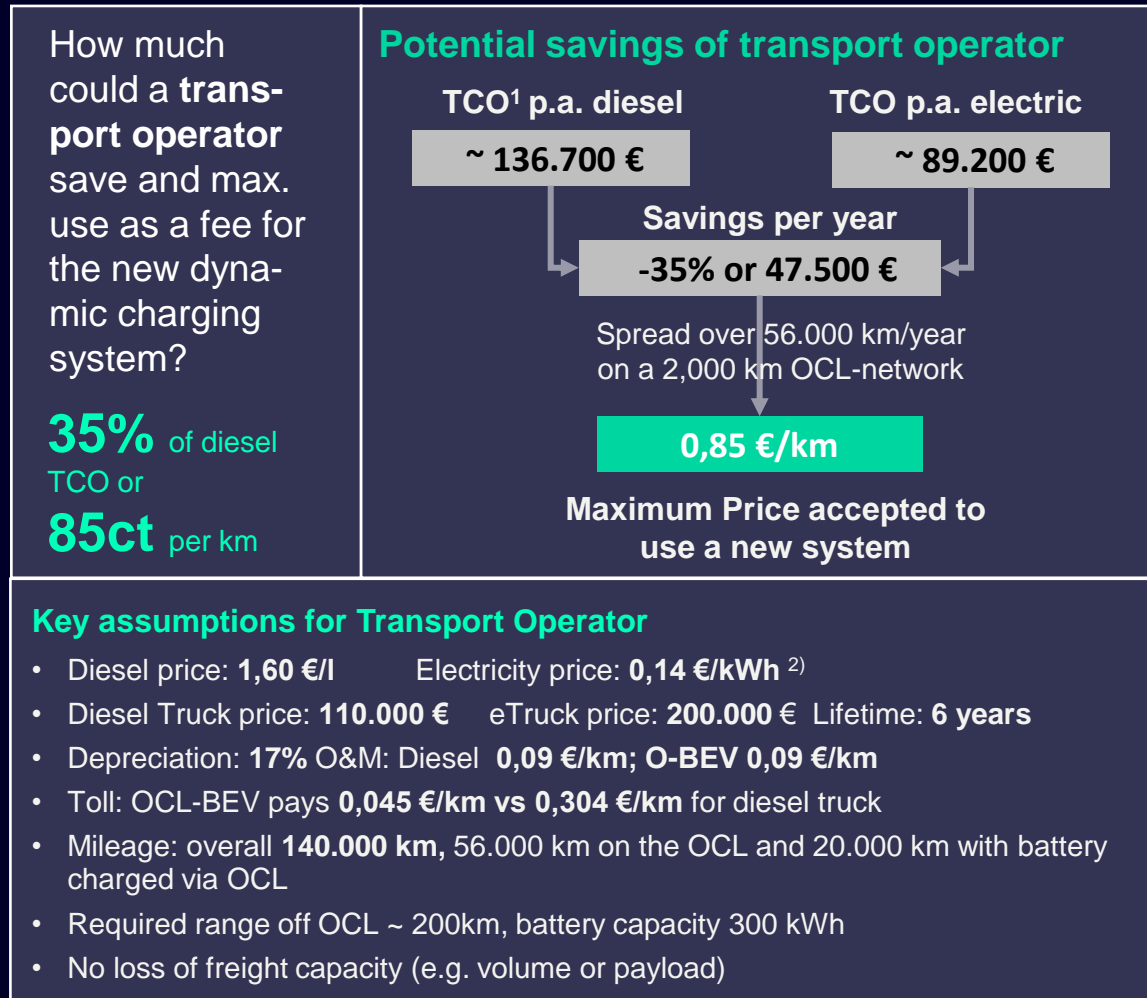 How much
could a trans-
port operator
save and max.
use as a fee for
the new dyna-
mic charging
system?
35% of diesel
TCO or
85ct per km
Potential savings of transport operator
TCO¹ p.a. diesel
TCO p.a. electric
~ 136.700 €
~ 89.200 €
Savings per year
-35% or 47.500 €
Spread over 56.000 km/year
on a 2,000 km OCL-network
0,85 €/km
Maximum Price accepted to
use a new system
Key assumptions for Transport Operator
• Diesel price: 1,60 €/l Electricity price: 0,14 €/kWh ²⁾
• Diesel Truck price: 110.000 € eTruck price: 200.000 € Lifetime: 6 years
• Depreciation: 17% O&M: Diesel 0,09 €/km; O-BEV 0,09 €/km
• Toll: OCL-BEV pays 0,045 €/km vs 0,304 €/km for diesel truck
• Mileage: overall 140.000 km, 56.000 km on the OCL and 20.000 km with battery
charged via OCL
• Required range off OCL ~ 200km, battery capacity 300 kWh
• No loss of freight capacity (e.g. volume or payload)